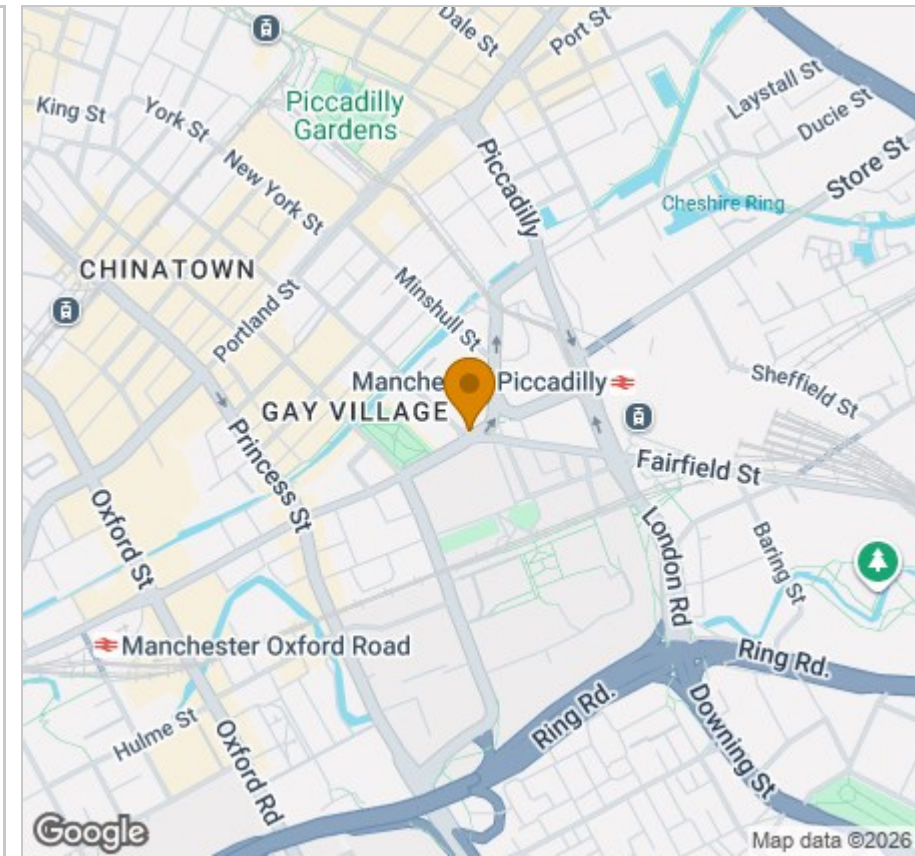 Dale St
Port St
Laystall St
Ducie St
King St
York St
Piccadilly
Gardens
New York St
Piccadilly
Store St
Cheshire Ring
CHINATOWN
Minshull St
Portland St
Manche Piccadilly
Sheffield St
GAY VILLAGE
Fairfield St
Princess St
Oxford St
London Rd
Baring St
Manchester Oxford Road
Ring Rd.
Ring Rd.
Downing St
Hulme St
Oxford Rd
Google
Map data ©2026